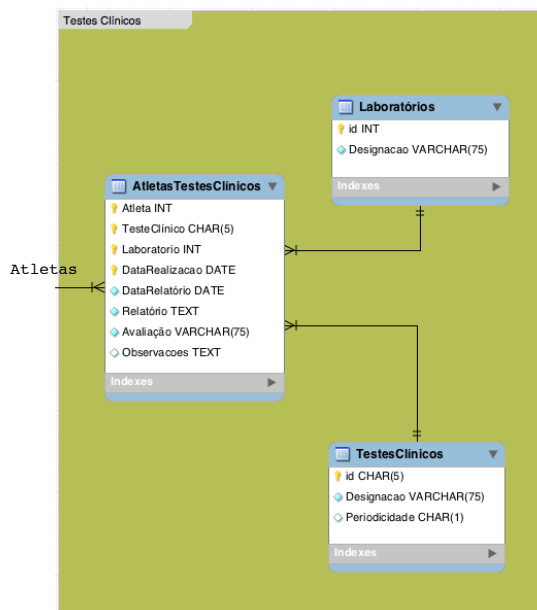 Testes Clínicos
Laboratórios
id INT
Designacao VARCHAR(75)
Indexes
AtletasTestesClínicos
Atleta INT
TesteClínico CHAR(5)
Laboratorio INT
DataRealizacao DATE
DataRelatório DATE
Relatório TEXT
Avaliação VARCHAR(75)
Observacoes TEXT
Indexes
Atletas
TestesClínicos
id CHAR(5)
Designacao VARCHAR(75)
Periodicidade CHAR(1)
Indexes